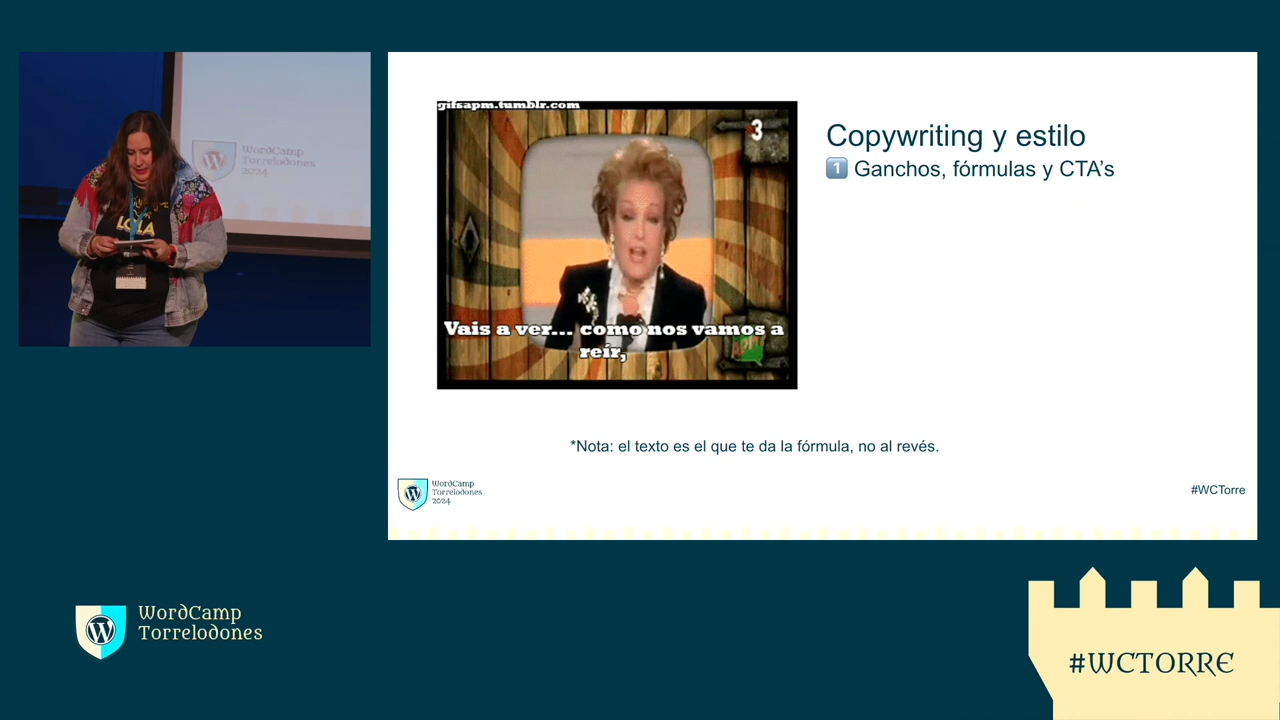 WordCamp
Torrelodones
2024
LOLA
gifsapm.tumblr.com
3
Vais a ver... como nos vamos a
reír,
Copywriting y estilo
1 Ganchos, fórmulas y CTA's
*Nota: el texto es el que te da la fórmula, no al revés.
WordCamp
Torrelodones
2024
#WCTorre
WordCamp
Torrelodones
#WCTORRE